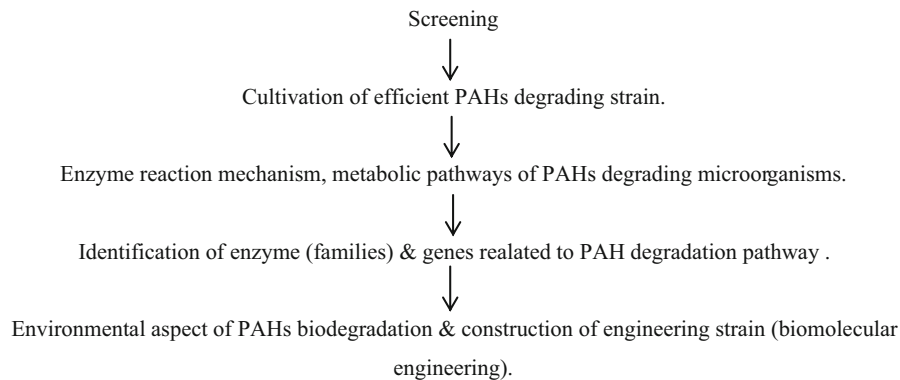 Screening
Cultivation of efficient PAHs degrading strain.
Enzyme reaction mechanism, metabolic pathways of PAHs degrading microorganisms.
Identification of enzyme (families) & genes realated to PAH degradation pathway .
Environmental aspect of PAHs biodegradation & construction of engineering strain (biomolecular
engineering).